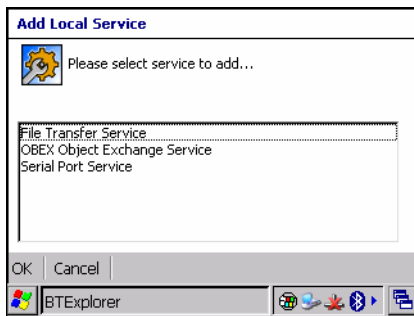 Add Local Service
Please select service to add...
File Transfer Service
OBEX Object Exchange Service
Serial Port Service
OK Cancel
BTExplorer